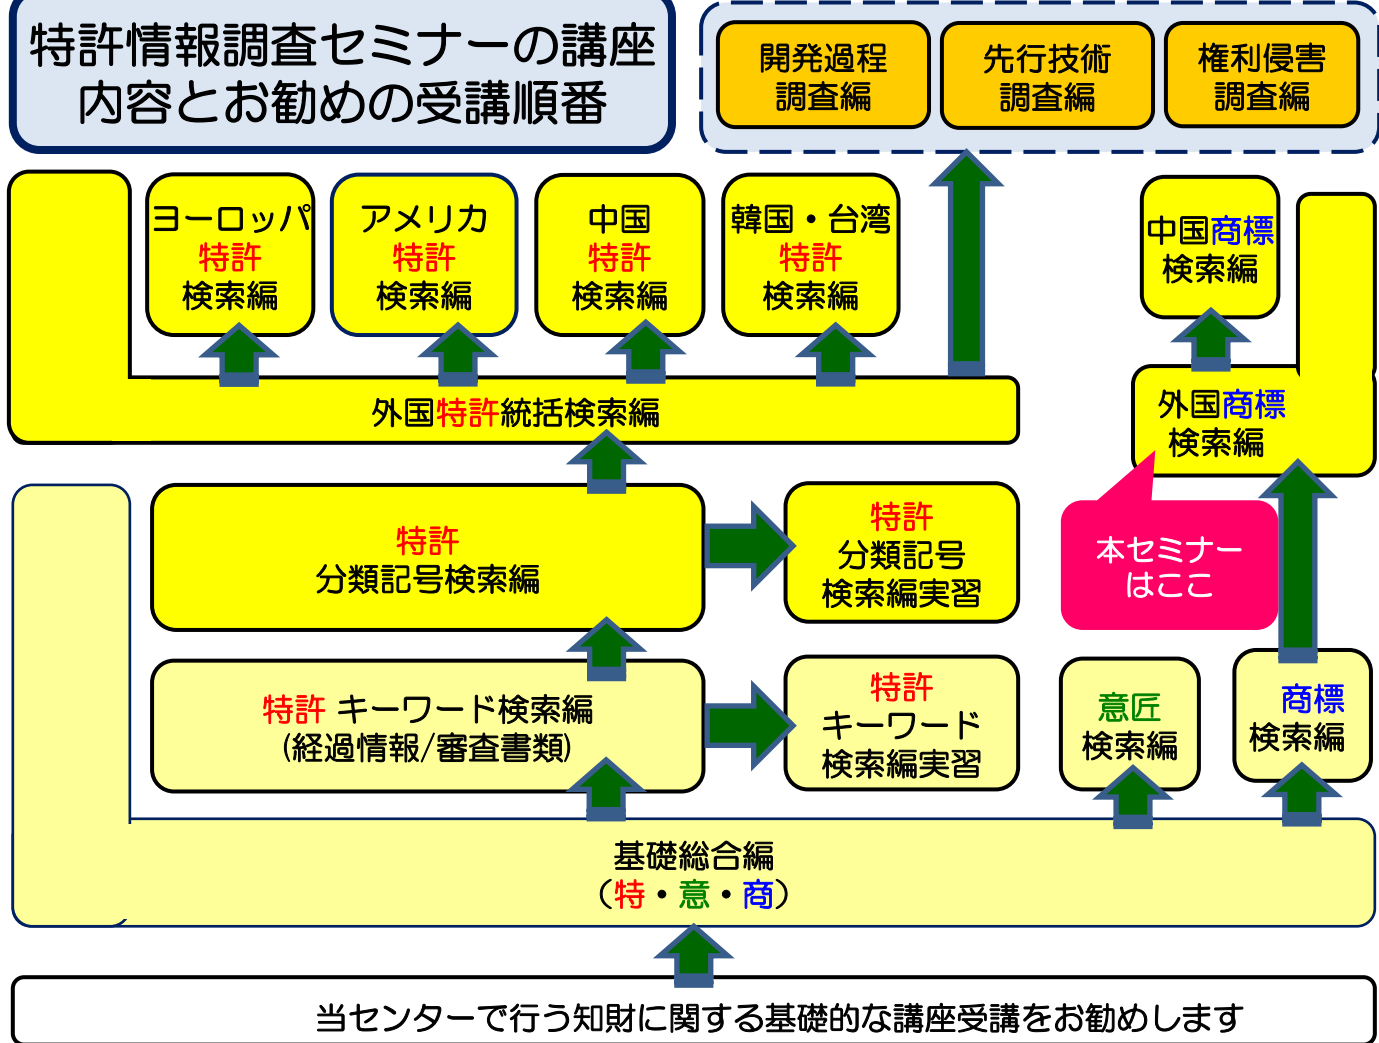 特許情報調査セミナーの講座
内容とお勧めの受講順番
開発過程
調査編
先行技術
調査編
権利侵害
調査編
ヨーロッパ
特許
検索編
アメリカ
特許
検索編
中国
特許
検索編
韓国・台湾
特許
検索編
中国商標
検索編
外国特許統括検索編
外国商標
検索編
特許
分類記号検索編
特許
分類記号
検索編実習
本セミナー
はここ
特許 キーワード検索編
(経過情報/審査書類)
特許
キーワード
検索編実習
意匠
検索編
商標
検索編
基礎総合編
（特・意・商）
当センターで行う知財に関する基礎的な講座受講をお勧めします